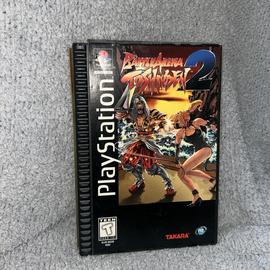 PlayStation
BATTLE ARENA
TOSHINDEN 2
TEEN
TAKARA